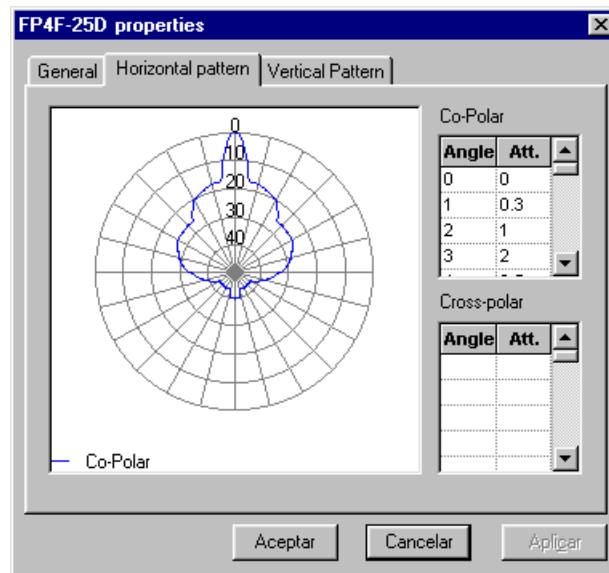 FP4F-25D properties
General
Horizontal pattern
Vertical Pattern
0
10
20
30
40
Co-Polar
Co-Polar
Angle Att.
0 0
1 0.3
2 1
3 2
Cross-polar
Angle Att.
Aceptar
Cancelar
Aplicar